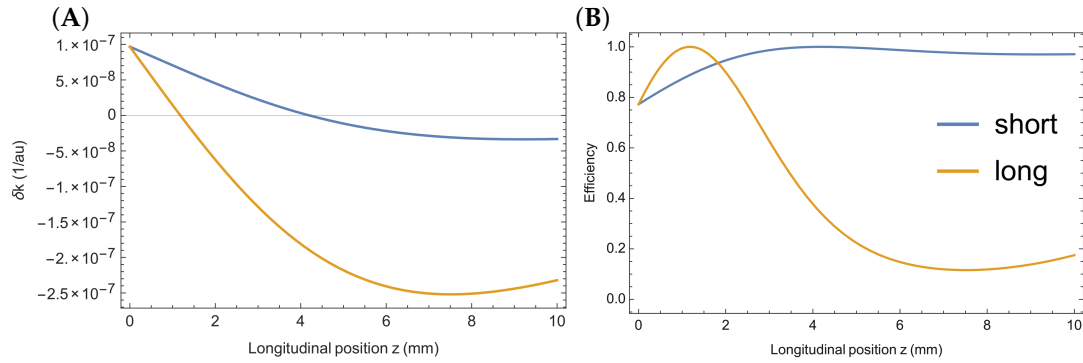 (A)
δk (1/au)
1.×10⁻⁷
5.×10⁻⁸
0
−5.×10⁻⁸
−1.×10⁻⁷
−1.5×10⁻⁷
−2.×10⁻⁷
−2.5×10⁻⁷
0 2 4 6 8 10
Longitudinal position z (mm)
(B)
Efficiency
1.0
0.8
0.6
0.4
0.2
0.0
short
long
0 2 4 6 8 10
Longitudinal position z (mm)